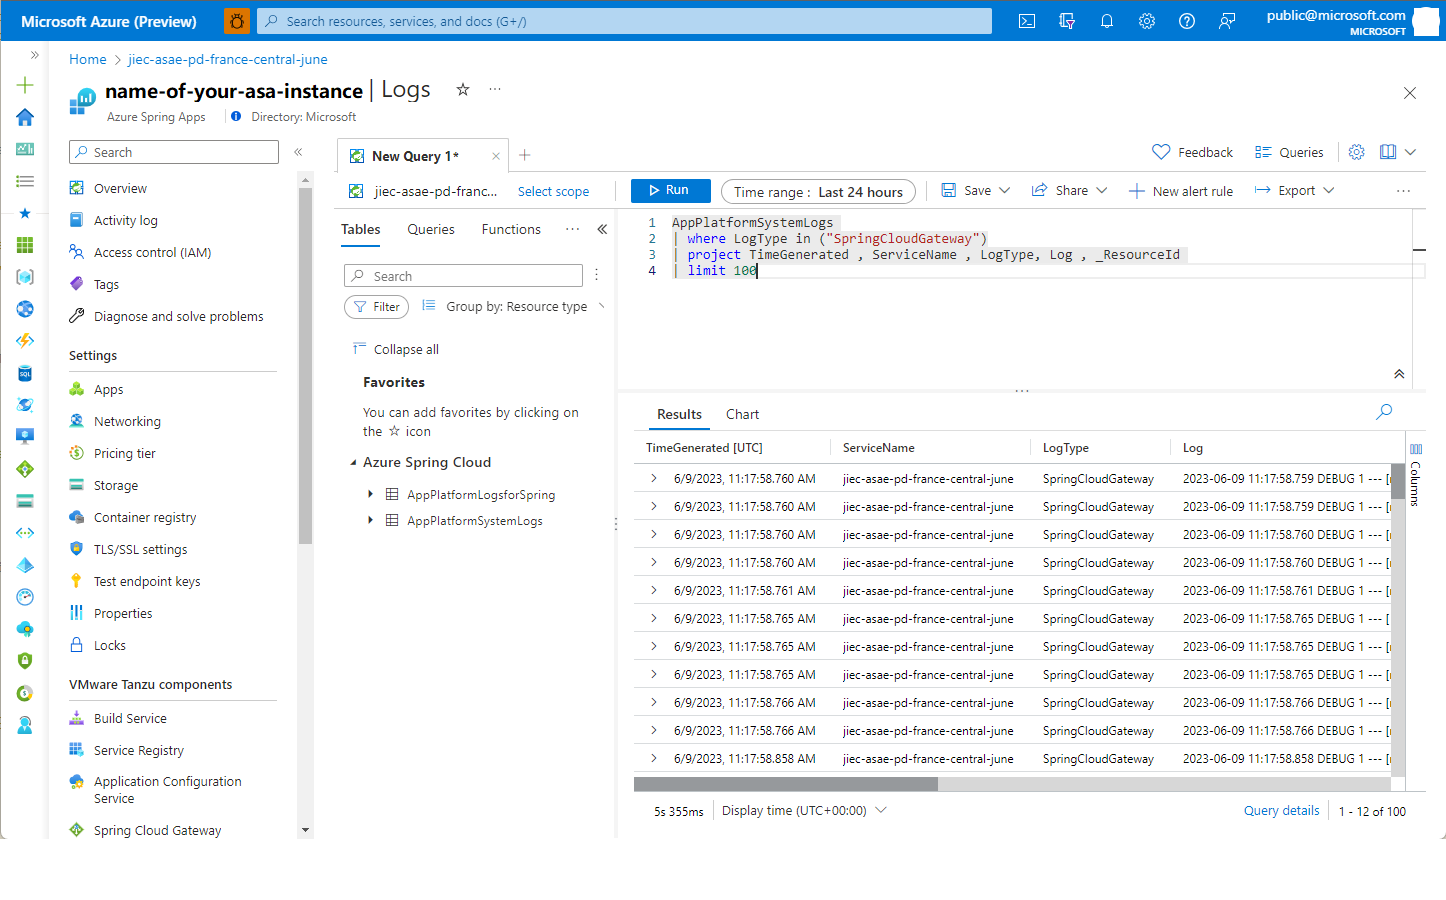 Microsoft Azure (Preview)
Search resources, services, and docs (G+/)
public@microsoft.com
MICROSOFT
Home
jiec-asae-pd-france-central-june
name-of-your-asa-instance | Logs
Azure Spring Apps
Directory: Microsoft
Search
Overview
Activity log
Access control (IAM)
Tags
Diagnose and solve problems
Settings
Apps
Networking
Pricing tier
Storage
Container registry
TLS/SSL settings
Test endpoint keys
Properties
Locks
VMware Tanzu components
Build Service
Service Registry
Application Configuration
Service
Spring Cloud Gateway
New Query 1*
Feedback
Queries
jiec-asae-pd-franc...
Select scope
Run
Time range : Last 24 hours
Save
Share
New alert rule
Export
Tables
Queries
Functions
Search
Filter
Group by: Resource type
Collapse all
Favorites
You can add favorites by clicking on
the ☆ icon
Azure Spring Cloud
AppPlatformLogsforSpring
AppPlatformSystemLogs
1 AppPlatformSystemLogs
2 | where LogType in ("SpringCloudGateway")
3 | project TimeGenerated , ServiceName , LogType, Log , _ResourceId
4 | limit 100
Results
Chart
TimeGenerated [UTC] ServiceName LogType Log
6/9/2023, 11:17:58.760 AM jiec-asae-pd-france-central-june SpringCloudGateway 2023-06-09 11:17:58.759 DEBUG 1 --- [
6/9/2023, 11:17:58.760 AM jiec-asae-pd-france-central-june SpringCloudGateway 2023-06-09 11:17:58.759 DEBUG 1 --- [
6/9/2023, 11:17:58.760 AM jiec-asae-pd-france-central-june SpringCloudGateway 2023-06-09 11:17:58.760 DEBUG 1 --- [
6/9/2023, 11:17:58.760 AM jiec-asae-pd-france-central-june SpringCloudGateway 2023-06-09 11:17:58.760 DEBUG 1 --- [
6/9/2023, 11:17:58.761 AM jiec-asae-pd-france-central-june SpringCloudGateway 2023-06-09 11:17:58.761 DEBUG 1 --- [
6/9/2023, 11:17:58.765 AM jiec-asae-pd-france-central-june SpringCloudGateway 2023-06-09 11:17:58.765 DEBUG 1 --- [
6/9/2023, 11:17:58.765 AM jiec-asae-pd-france-central-june SpringCloudGateway 2023-06-09 11:17:58.765 DEBUG 1 --- [
6/9/2023, 11:17:58.765 AM jiec-asae-pd-france-central-june SpringCloudGateway 2023-06-09 11:17:58.765 DEBUG 1 --- [
6/9/2023, 11:17:58.766 AM jiec-asae-pd-france-central-june SpringCloudGateway 2023-06-09 11:17:58.766 DEBUG 1 --- [
6/9/2023, 11:17:58.766 AM jiec-asae-pd-france-central-june SpringCloudGateway 2023-06-09 11:17:58.766 DEBUG 1 --- [
6/9/2023, 11:17:58.858 AM jiec-asae-pd-france-central-june SpringCloudGateway 2023-06-09 11:17:58.858 DEBUG 1 --- [
Columns
5s 355ms
Display time (UTC+00:00)
Query details
1 - 12 of 100